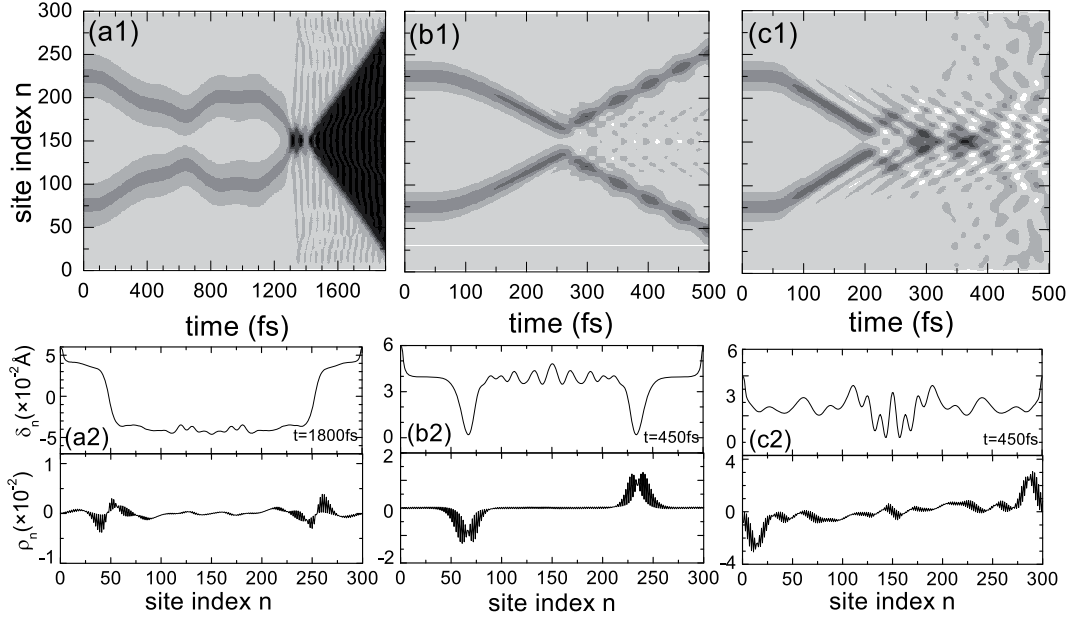 (a1)
(b1)
(c1)
site index n
300
250
200
150
100
50
0
0 400 800 1200 1600
0 100 200 300 400 500
0 100 200 300 400 500
time (fs)
time (fs)
time (fs)
δn(×10⁻²Å)
5
0
-5
(a2)
t=1800fs
6
3
0
(b2)
t=450fs
6
3
0
(c2)
t=450fs
ρn(×10⁻²)
1
0
-1
2
0
-2
4
0
-4
0 50 100 150 200 250 300
0 50 100 150 200 250 300
0 50 100 150 200 250 300
site index n
site index n
site index n